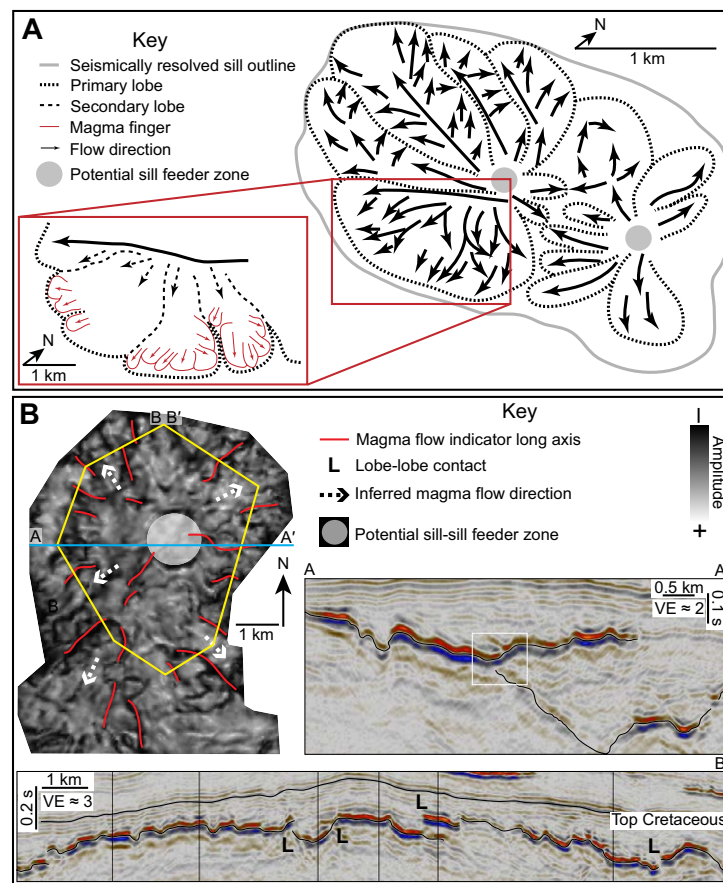 A
Key
Seismically resolved sill outline
Primary lobe
Secondary lobe
Magma finger
Flow direction
Potential sill feeder zone
N
1 km
N
1 km
B
B B′
A
A′
B
N
1 km
Key
Magma flow indicator long axis
L
Lobe-lobe contact
Inferred magma flow direction
Potential sill-sill feeder zone
Amplitude
+
A
A
0.5 km
VE ≈ 2
0.1 s
B
1 km
VE ≈ 3
0.2 s
L
L
L
L
Top Cretaceous